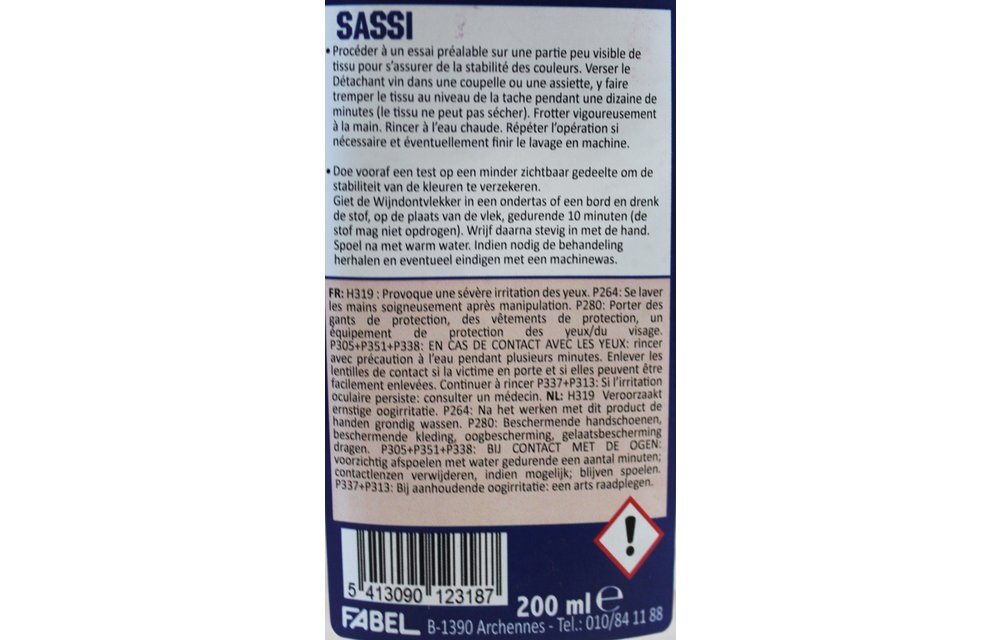 SASSI
• Procéder à un essai préalable sur une partie peu visible de
tissu pour s'assurer de la stabilité des couleurs. Verser le
Détachant vin dans une coupelle ou une assiette, y faire
tremper le tissu au niveau de la tache pendant une dizaine de
minutes (le tissu ne peut pas sécher). Frotter vigoureusement
à la main. Rincer à l'eau chaude. Répéter l'opération si
nécessaire et éventuellement finir le lavage en machine.
• Doe vooraf een test op een minder zichtbaar gedeelte om de
stabiliteit van de kleuren te verzekeren.
Giet de Wijndontvlekker in een ondertas of een bord en drenk
de stof, op de plaats van de vlek, gedurende 10 minuten (de
stof mag niet opdrogen). Wrijf daarna stevig in met de hand.
Spoel na met warm water. Indien nodig de behandeling
herhalen en eventueel eindigen met een machinewas.
FR: H319 : Provoque une sévère irritation des yeux. P264: Se laver
les mains soigneusement après manipulation. P280: Porter des
gants de protection, des vêtements de protection, un
équipement de protection des yeux/du visage.
P305+P351+P338: EN CAS DE CONTACT AVEC LES YEUX: rincer
avec précaution à l'eau pendant plusieurs minutes. Enlever les
lentilles de contact si la victime en porte et si elles peuvent être
facilement enlevées. Continuer à rincer P337+P313: Si l'irritation
oculaire persiste: consulter un médecin. NL: H319 Veroorzaakt
ernstige oogirritatie. P264: Na het werken met dit product de
handen grondig wassen. P280: Beschermende handschoenen,
beschermende kleding, oogbescherming, gelaatsbescherming
dragen. P305+P351+P338: BIJ CONTACT MET DE OGEN:
voorzichtig afspoelen met water gedurende een aantal minuten;
contactlenzen verwijderen, indien mogelijk; blijven spoelen.
P337+P313: Bij aanhoudende oogirritatie: een arts raadplegen.
5 413090 123187
200 ml e
FABEL B-1390 Archennes - Tel.: 010/84 11 88